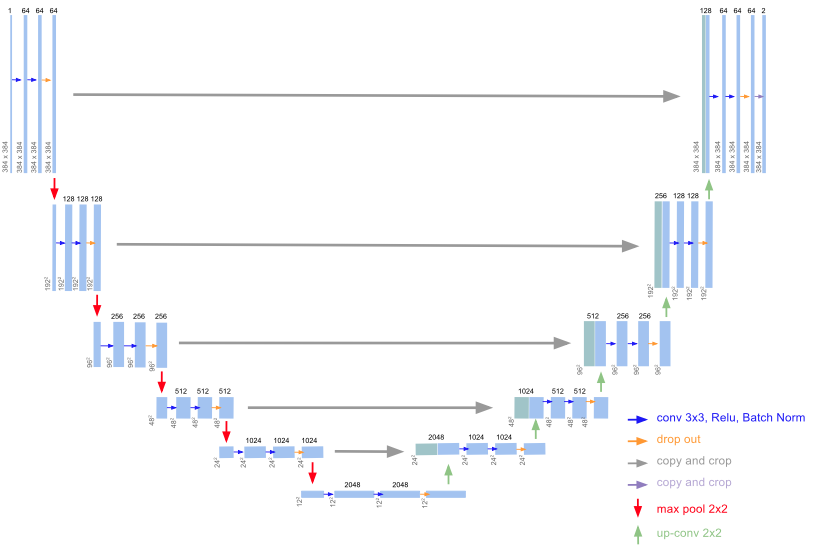 1 64 64 64
128 64 64 64 2
384 x 384 384 x 384 384 x 384 384 x 384
384 x 384 384 x 384 384 x 384 384 x 384 384 x 384
128 128 128
256 128 128
192² 192² 192² 192²
192² 192² 192² 192²
256 256 256
512 256 256
96² 96² 96² 96²
96² 96² 96² 96²
512 512 512
1024 512 512
48² 48² 48² 48²
48² 48² 48² 48²
1024 1024 1024
2048 1024 1024
24² 24² 24² 24²
24² 24² 24² 24²
2048 2048
12² 12² 12² 12²
conv 3x3, Relu, Batch Norm
drop out
copy and crop
copy and crop
max pool 2x2
up-conv 2x2